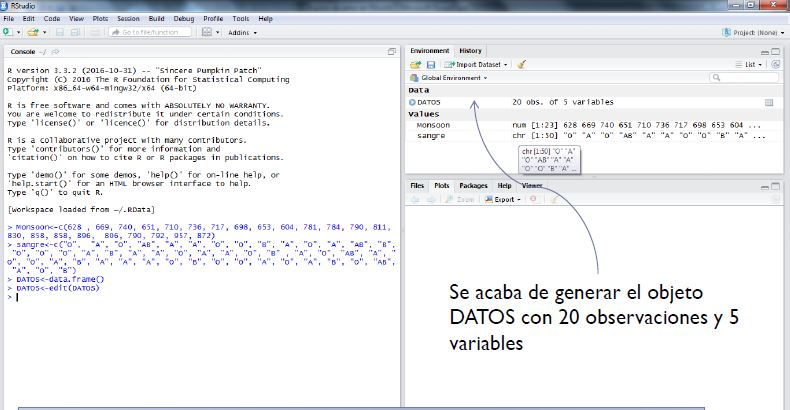 RStudio
File Edit Code View Plots Session Build Debug Profile Tools Help
Go to file/function Addins Project: (None)
Console ~/
R version 3.3.2 (2016-10-31) -- "Sincere Pumpkin Patch"
Copyright (C) 2016 The R Foundation for Statistical Computing
Platform: x86_64-w64-mingw32/x64 (64-bit)
R is free software and comes with ABSOLUTELY NO WARRANTY.
You are welcome to redistribute it under certain conditions.
Type 'license()' or 'licence()' for distribution details.
R is a collaborative project with many contributors.
Type 'contributors()' for more information and
'citation()' on how to cite R or R packages in publications.
Type 'demo()' for some demos, 'help()' for on-line help, or
'help.start()' for an HTML browser interface to help.
Type 'q()' to quit R.
[Workspace loaded from ~/.RData]
> Monsoon<-c(628 , 669, 740, 651, 710, 736, 717, 698, 653, 604, 781, 784, 790, 811,
830, 858, 858, 896, 806, 790, 792, 957, 872)
> sangre<-c("O", "A", "O", "AB", "A", "A", "O", "O", "B", "A", "O", "A", "AB", "B",
> DATOS<-data.frame()
> DATOS<-edit(DATOS)
>
Environment History
Import Dataset List
Global Environment
Data
DATOS 20 obs. of 5 variables
Values
Monsoon num [1:23] 628 669 740 651 710 736 717 698 653 604 ...
sangre chr [1:50] "O" "A" "O" "AB" "A" "A" "O" "O" "B" "A" ...
chr [1:50] "O" "A"
"O" "AB" "A" "A"
"O" "O" "B" "A" ...
Files Plots Packages Help Viewer
Zoom Export
Se acaba de generar el objeto
DATOS con 20 observaciones y 5
variables